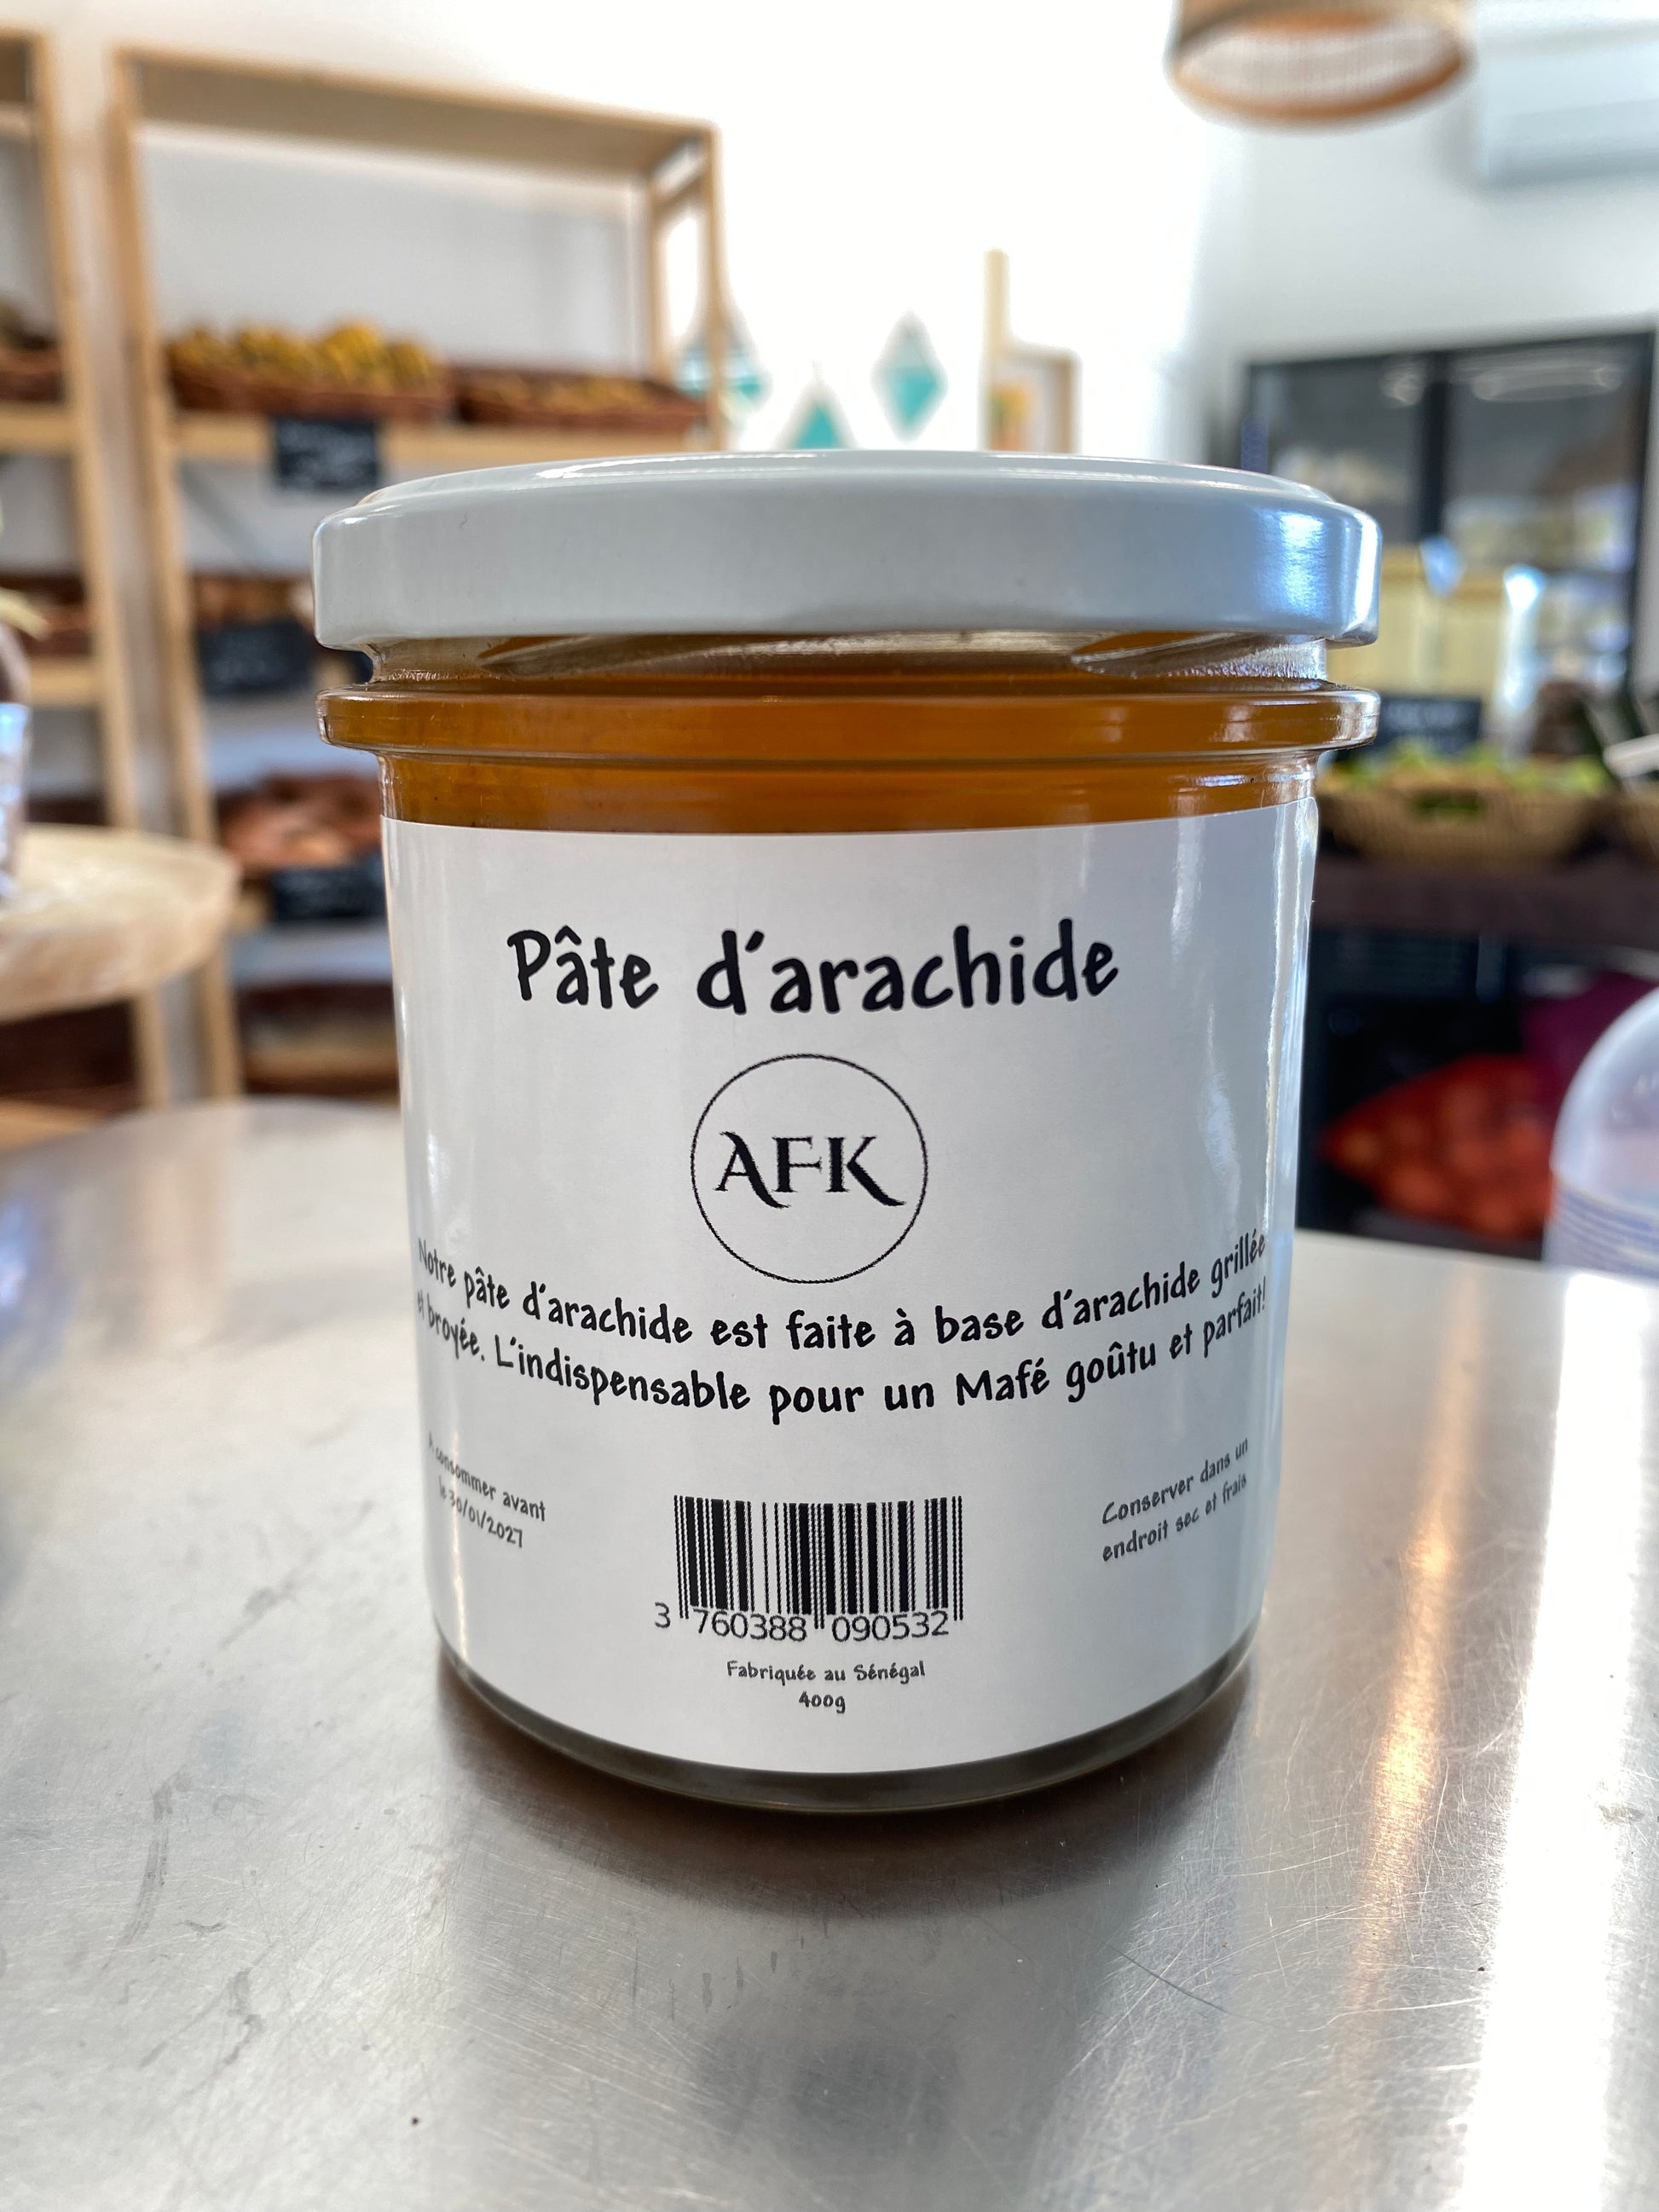 Pâte d'arachide
AFK
Notre pâte d'arachide est faite à base d'arachide grillée
et broyée. L'indispensable pour un Mafé goûtu et parfait!
A consommer avant
le 30/01/2027
Conserver dans un
endroit sec et frais
3 760388 090532
Fabriquée au Sénégal
400g